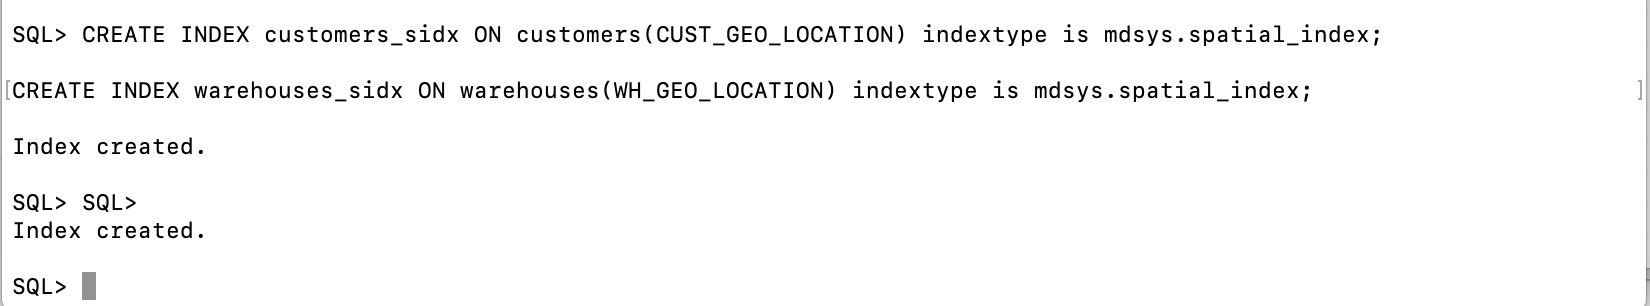 SQL> CREATE INDEX customers_sidx ON customers(CUST_GEO_LOCATION) indextype is mdsys.spatial_index;
[CREATE INDEX warehouses_sidx ON warehouses(WH_GEO_LOCATION) indextype is mdsys.spatial_index; ]
Index created.
SQL> SQL>
Index created.
SQL>